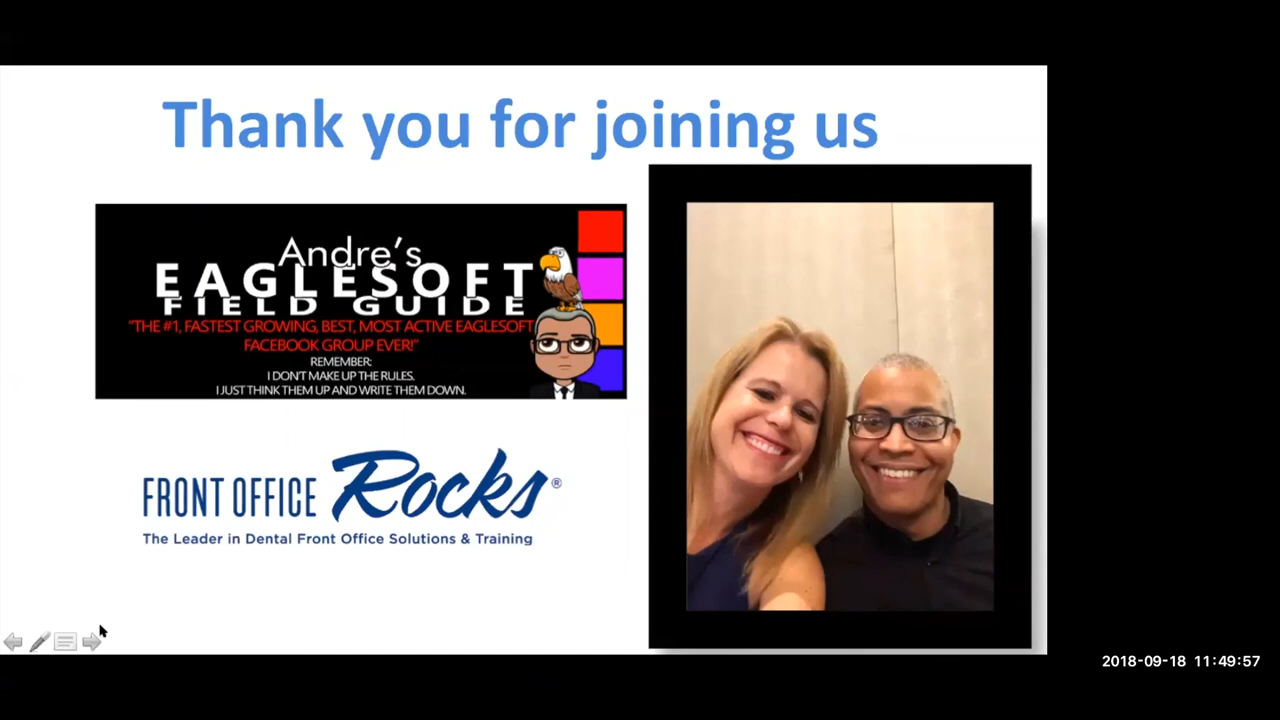 Thank you for joining us
Andre's
EAGLESOFT
FIELD GUIDE
"THE #1, FASTEST GROWING, BEST, MOST ACTIVE EAGLESOFT
FACEBOOK GROUP EVER!"
REMEMBER:
I DON'T MAKE UP THE RULES.
I JUST THINK THEM UP AND WRITE THEM DOWN.
FRONT OFFICE Rocks®
The Leader in Dental Front Office Solutions & Training
2018-09-18 11:49:57